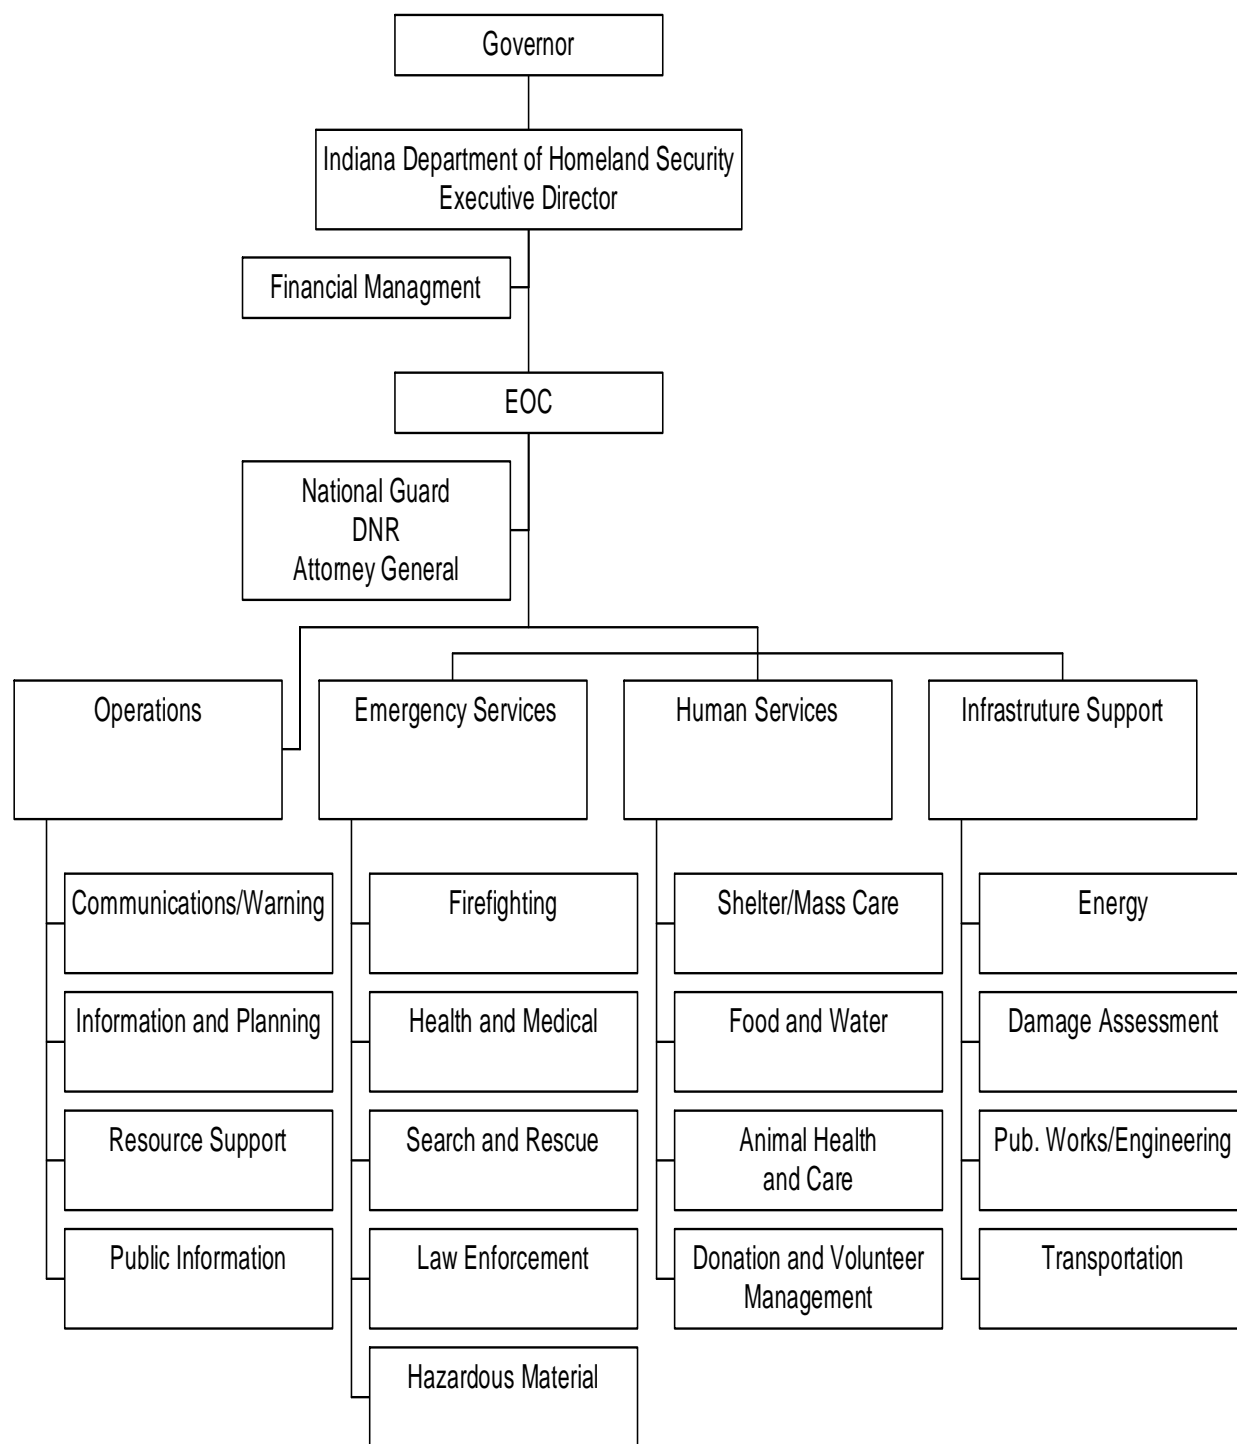 Governor
Indiana Department of Homeland Security
Executive Director
Financial Managment
EOC
National Guard
DNR
Attorney General
Operations
Emergency Services
Human Services
Infrastruture Support
Communications/Warning
Firefighting
Shelter/Mass Care
Energy
Information and Planning
Health and Medical
Food and Water
Damage Assessment
Resource Support
Search and Rescue
Animal Health
and Care
Pub. Works/Engineering
Public Information
Law Enforcement
Donation and Volunteer
Management
Transportation
Hazardous Material